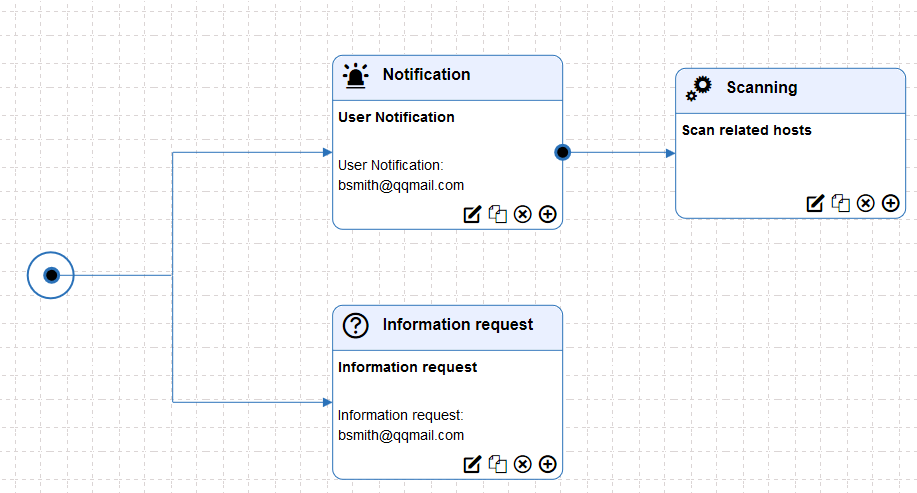 Notification
User Notification
User Notification:
bsmith@qqmail.com
Scanning
Scan related hosts
Information request
Information request
Information request:
bsmith@qqmail.com